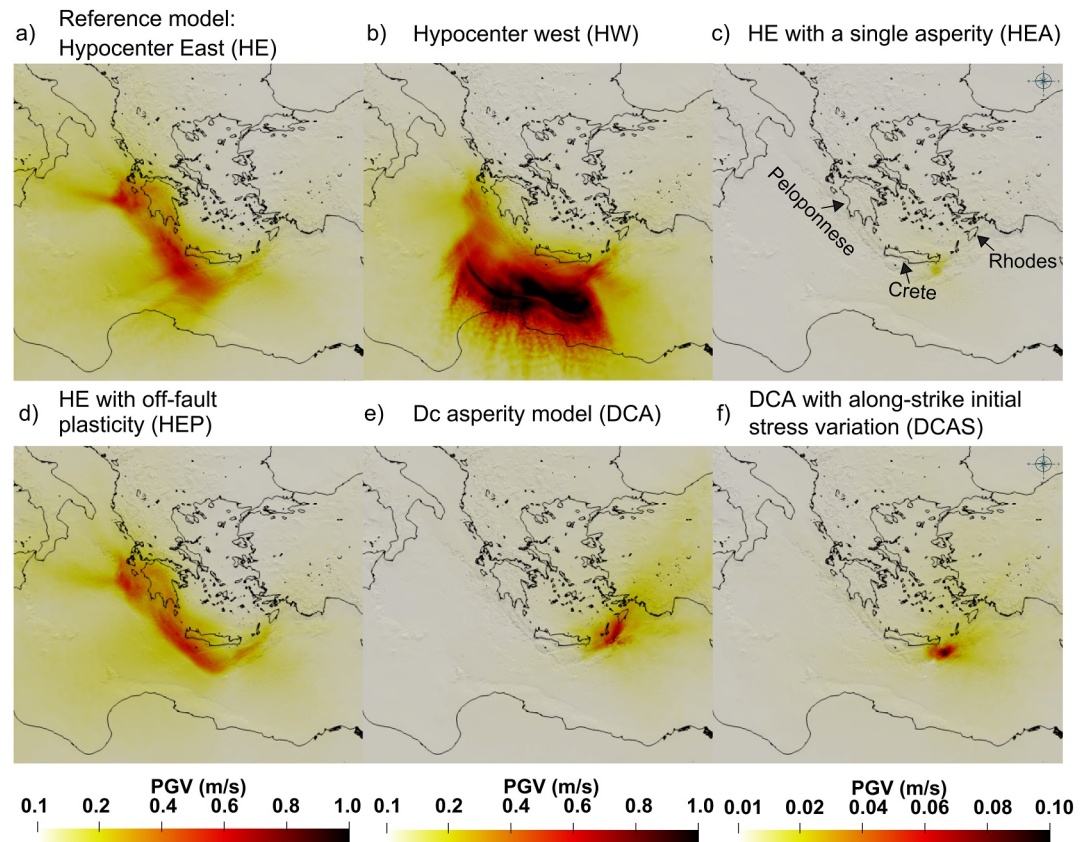 a) Reference model:
Hypocenter East (HE)
b) Hypocenter west (HW)
c) HE with a single asperity (HEA)
Peloponnese
Rhodes
Crete
d) HE with off-fault
plasticity (HEP)
e) Dc asperity model (DCA)
f) DCA with along-strike initial
stress variation (DCAS)
PGV (m/s)
0.1 0.2 0.4 0.6 0.8 1.0
PGV (m/s)
0.1 0.2 0.4 0.6 0.8 1.0
PGV (m/s)
0.01 0.02 0.04 0.06 0.08 0.10